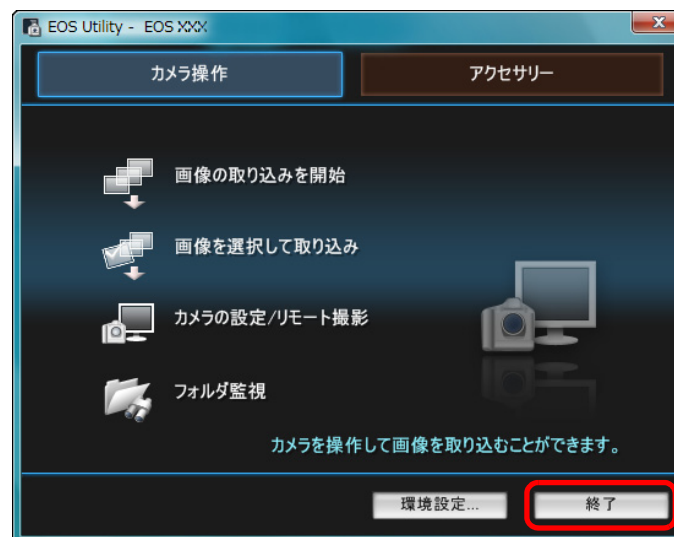 EOS Utility - EOS XXX
カメラ操作
アクセサリー
画像の取り込みを開始
画像を選択して取り込み
カメラの設定/リモート撮影
フォルダ監視
カメラを操作して画像を取り込むことができます。
環境設定...
終了